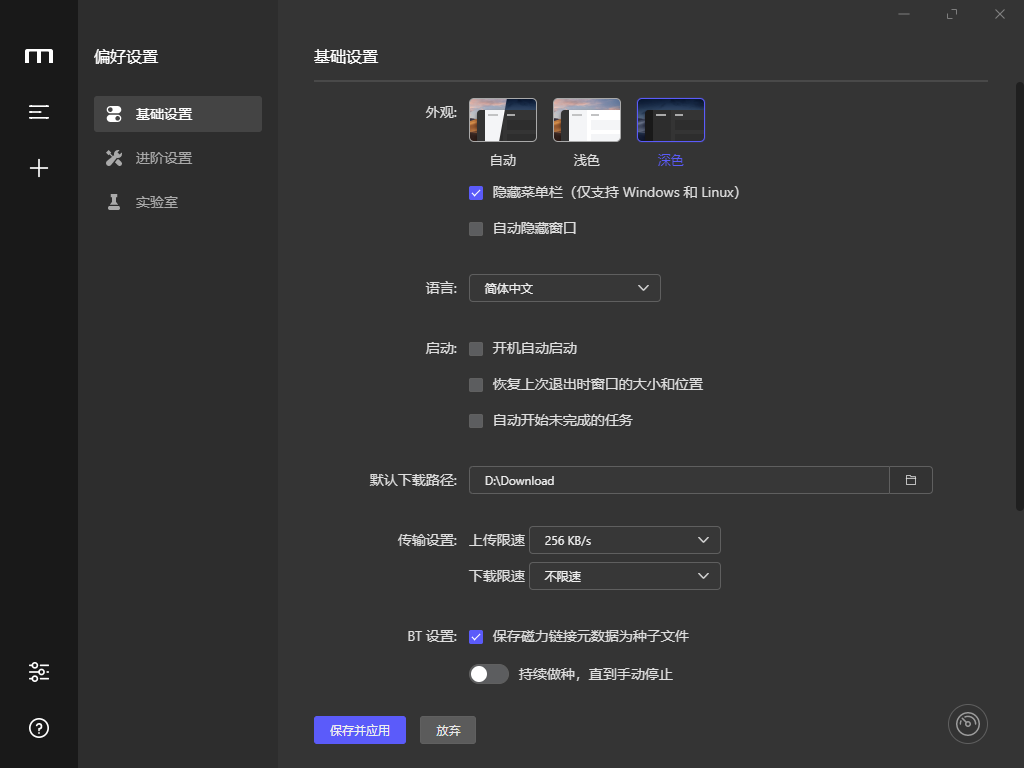 m
偏好设置
基础设置
进阶设置
实验室
基础设置
外观:
自动
浅色
深色
隐藏菜单栏（仅支持 Windows 和 Linux）
自动隐藏窗口
语言: 简体中文
启动: 开机自动启动
恢复上次退出时窗口的大小和位置
自动开始未完成的任务
默认下载路径: D:\Download
传输设置: 上传限速 256 KB/s
下载限速 不限速
BT 设置: 保存磁力链接元数据为种子文件
持续做种，直到手动停止
保存并应用 放弃